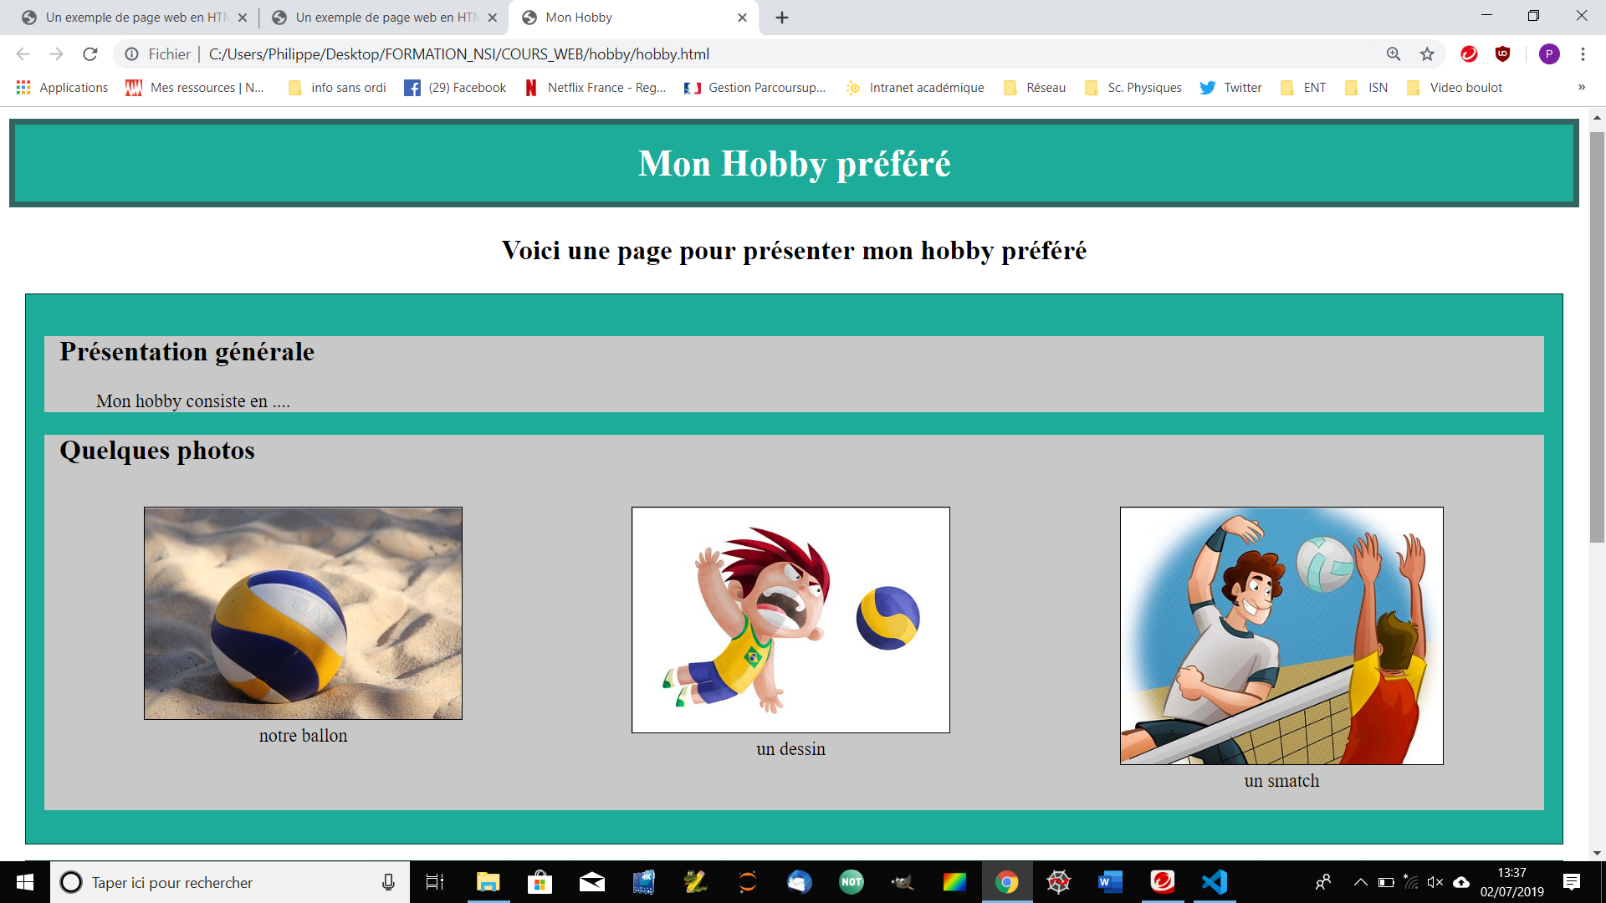 Un exemple de page web en HTM
Un exemple de page web en HTM
Mon Hobby
Fichier | C:/Users/Philippe/Desktop/FORMATION_NSI/COURS_WEB/hobby/hobby.html
P
Applications
Mes ressources | N...
info sans ordi
(29) Facebook
Netflix France - Reg...
Gestion Parcoursup...
Intranet académique
Réseau
Sc. Physiques
Twitter
ENT
ISN
Video boulot
»
Mon Hobby préféré
Voici une page pour présenter mon hobby préféré
Présentation générale
Mon hobby consiste en ....
Quelques photos
notre ballon
un dessin
un smatch
Taper ici pour rechercher
NOT
13:37
02/07/2019